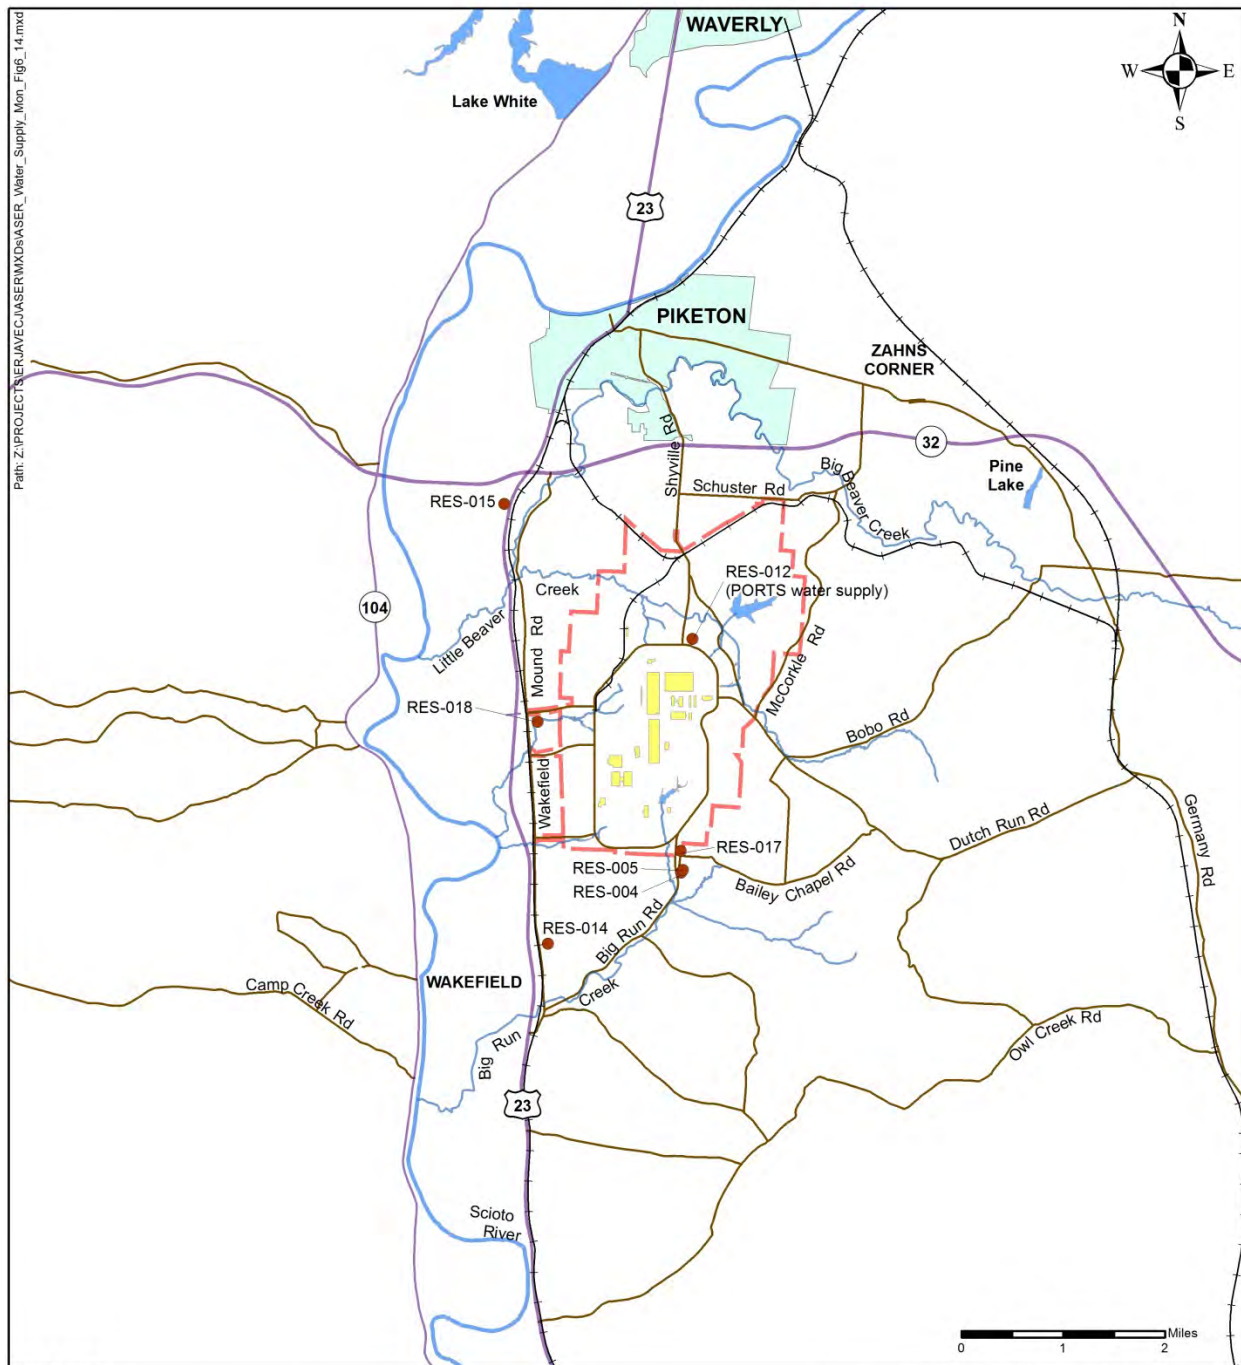 Path: Z:\PROJECTS\ERJAVECJ\ASER\MXDs\ASER_Water_Supply_Mon_Fig6_14.mxd
WAVERLY
N
W
E
S
Lake White
23
PIKETON
ZAHNS
CORNER
32
Shyville Rd
Pine
Lake
Schuster Rd
Big
Beaver
Creek
RES-015
RES-012
(PORTS water supply)
Creek
Little Beaver
104
Mound Rd
McCorkle Rd
RES-018
Bobo Rd
Wakefield
Germany Rd
Dutch Run Rd
RES-017
RES-005
RES-004
Bailey Chapel Rd
RES-014
Big Run Rd
WAKEFIELD
Camp Creek Rd
Creek
Big Run
Owl Creek Rd
23
Scioto
River
Miles
0
1
2